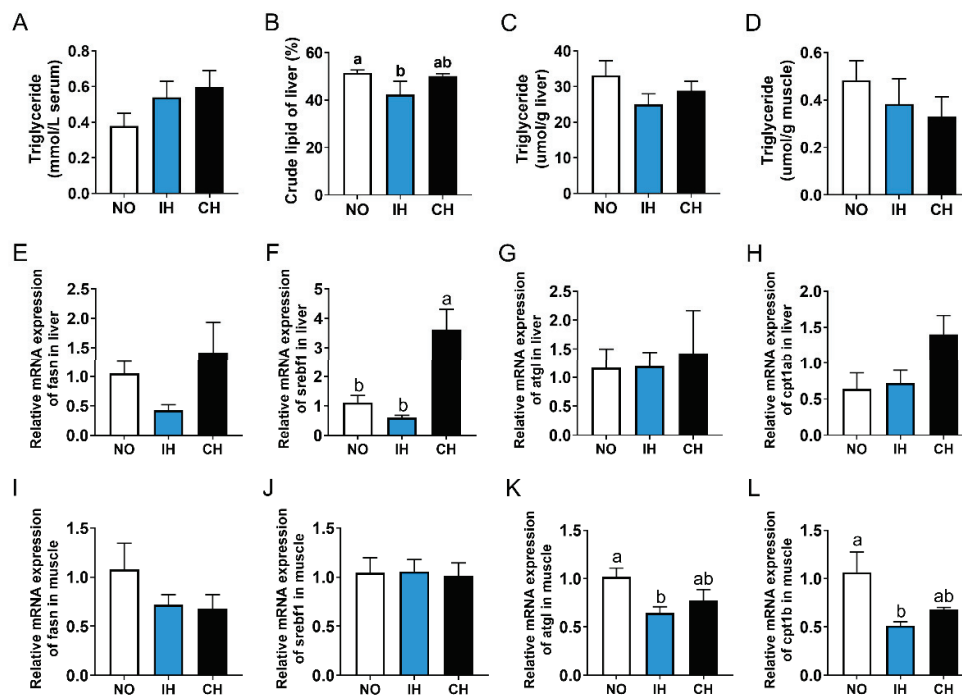 A
Triglyceride
(mmol/L serum)
0.8
0.6
0.4
0.2
0.0
NO IH CH
B
Crude lipid of liver (%)
60
40
20
0
a b ab
NO IH CH
C
Triglyceride
(umol/g liver)
40
30
20
10
0
NO IH CH
D
Triglyceride
(umol/g muscle)
0.6
0.4
0.2
0.0
NO IH CH
E
Relative mRNA expression
of fasn in liver
2.5
2.0
1.5
1.0
0.5
0.0
NO IH CH
F
Relative mRNA expression
of srebf1 in liver
5
4
3
2
1
0
b b a
NO IH CH
G
Relative mRNA expression
of atgl in liver
2.5
2.0
1.5
1.0
0.5
0.0
NO IH CH
H
Relative mRNA expression
of cpt1ab in liver
2.0
1.5
1.0
0.5
0.0
NO IH CH
I
Relative mRNA expression
of fasn in muscle
1.5
1.0
0.5
0.0
NO IH CH
J
Relative mRNA expression
of srebf1 in muscle
1.5
1.0
0.5
0.0
NO IH CH
K
Relative mRNA expression
of atgl in muscle
1.5
1.0
0.5
0.0
a b ab
NO IH CH
L
Relative mRNA expression
of cpt1b in muscle
1.5
1.0
0.5
0.0
a b ab
NO IH CH